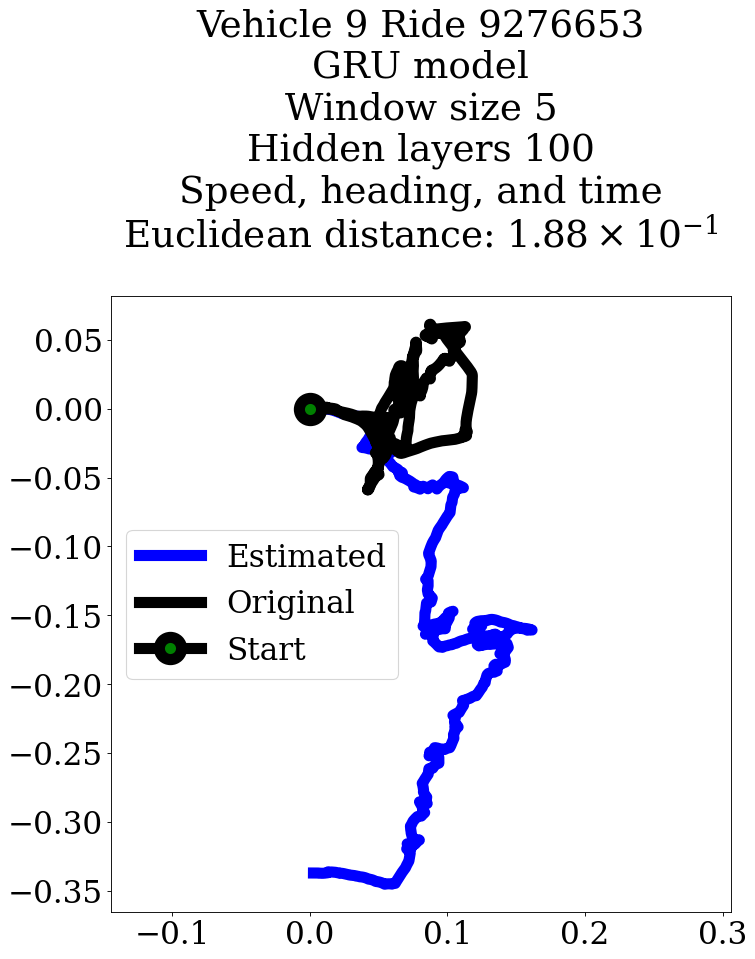 Vehicle 9 Ride 9276653
GRU model
Window size 5
Hidden layers 100
Speed, heading, and time
Euclidean distance: 1.88 × 10⁻¹
0.05
0.00
−0.05
−0.10
−0.15
−0.20
−0.25
−0.30
−0.35
Estimated
Original
Start
−0.1
0.0
0.1
0.2
0.3